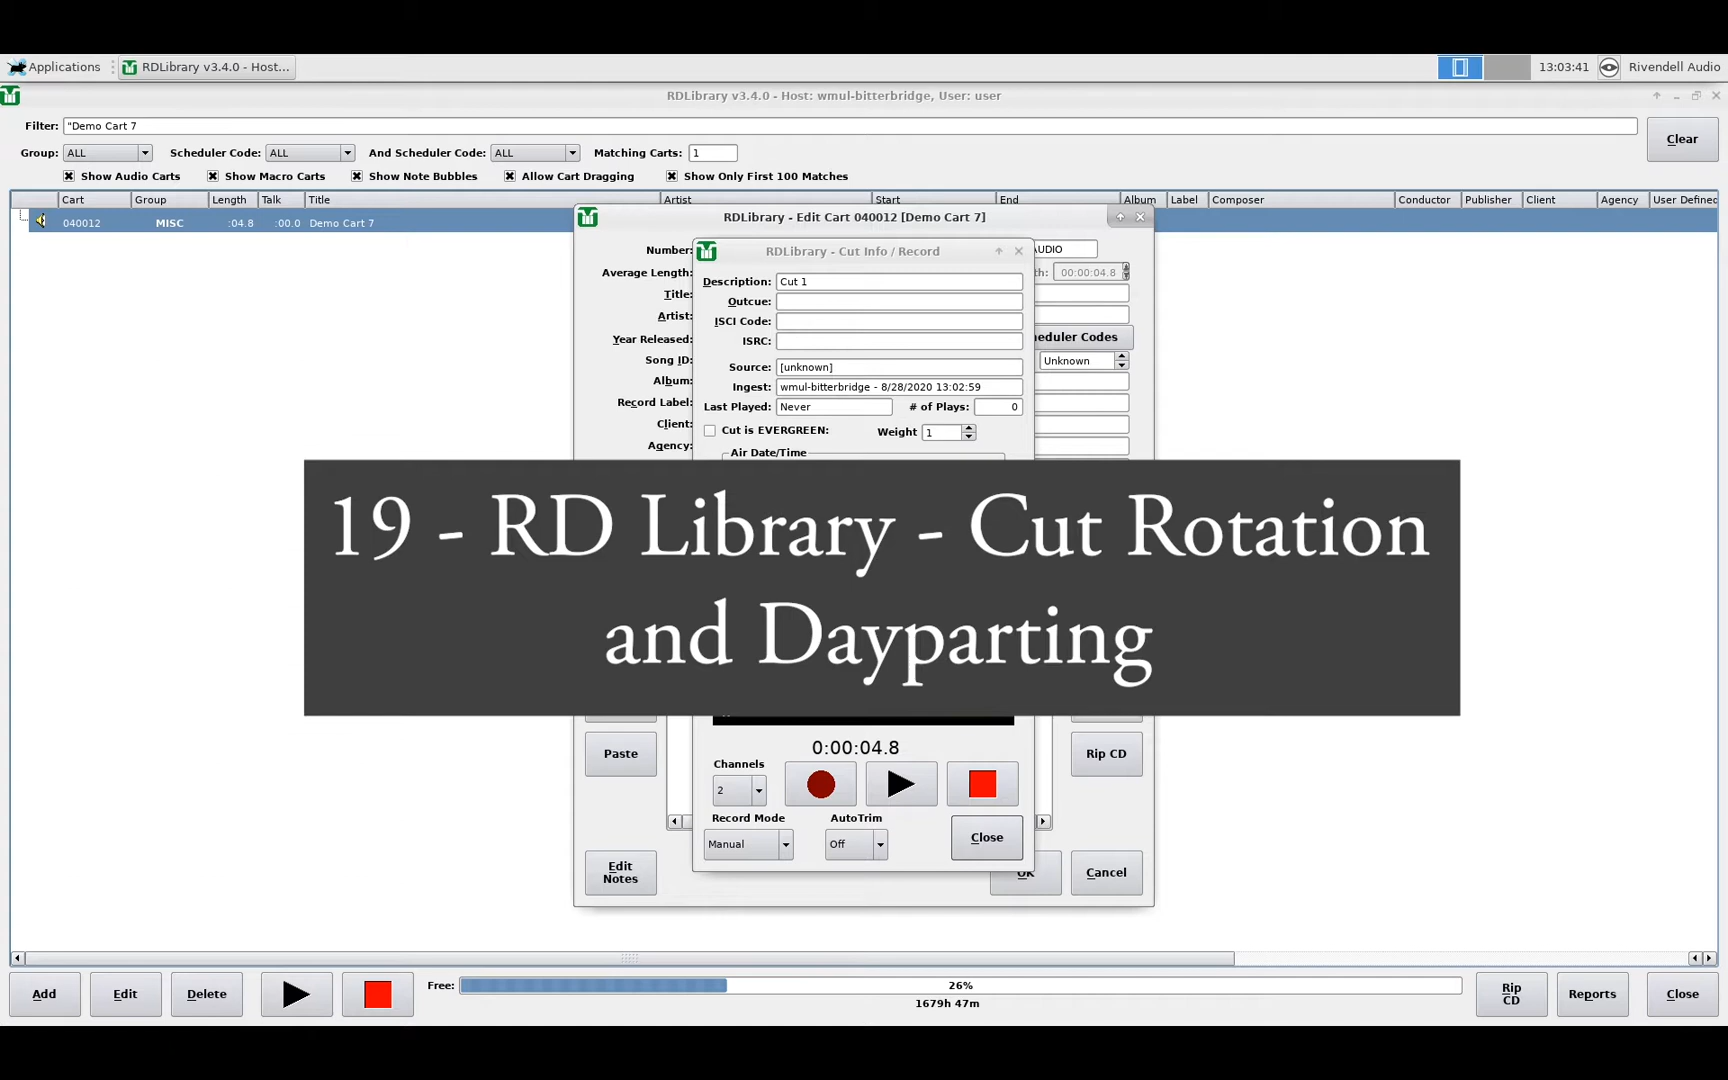 Applications
RDLibrary v3.4.0 - Host...
13:03:41
Rivendell Audio
RDLibrary v3.4.0 - Host: wmul-bitterbridge, User: user
Filter: "Demo Cart 7
Clear
Group: ALL Scheduler Code: ALL And Scheduler Code: ALL Matching Carts: 1
Show Audio Carts Show Macro Carts Show Note Bubbles Allow Cart Dragging Show Only First 100 Matches
Cart Group Length Talk Title Artist Start End Album Label Composer Conductor Publisher Client Agency User Defined
040012 MISC :04.8 :00.0 Demo Cart 7
RDLibrary - Edit Cart 040012 [Demo Cart 7]
Number: AUDIO
Average Length: 00:00:04.8
Title:
Artist:
Year Released:
Song ID: Unknown
Album:
Record Label:
Client:
Agency:
RDLibrary - Cut Info / Record
Description: Cut 1
Outcue:
ISCI Code:
ISRC:
Source: [unknown]
Ingest: wmul-bitterbridge - 8/28/2020 13:02:59
Last Played: Never # of Plays: 0
Cut is EVERGREEN: Weight 1
Air Date/Time
19 - RD Library - Cut Rotation
and Dayparting
Paste
Rip CD
0:00:04.8
Channels
2
Record Mode AutoTrim
Manual Off
Close
Edit
Notes
OK
Cancel
Add Edit Delete
Free: 26%
1679h 47m
Rip
CD
Reports
Close